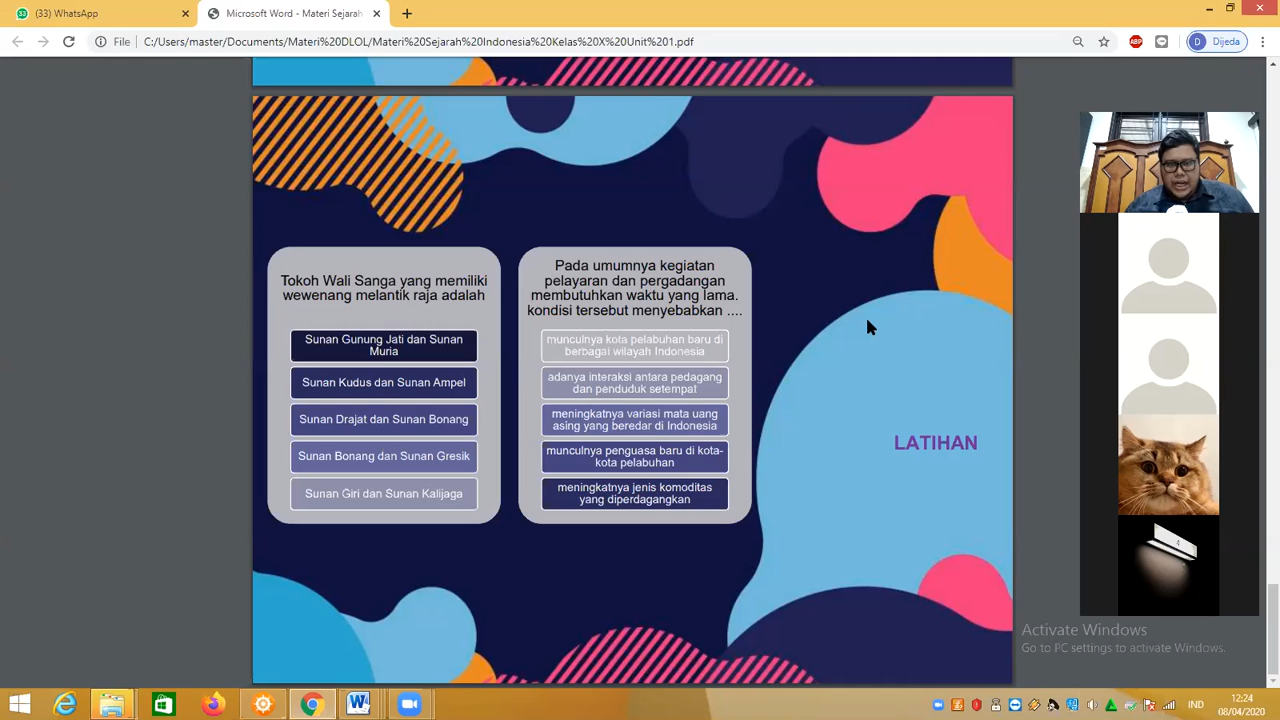 (33) WhatsApp
Microsoft Word - Materi Sejarah
File
C:/Users/master/Documents/Materi%20DLOL/Materi%20Sejarah%20Indonesia%20Kelas%20X%20Unit%201.pdf
ABP
D Dijeda
Tokoh Wali Sanga yang memiliki
wewenang melantik raja adalah
Sunan Gunung Jati dan Sunan
Muria
Sunan Kudus dan Sunan Ampel
Sunan Drajat dan Sunan Bonang
Sunan Bonang dan Sunan Gresik
Sunan Giri dan Sunan Kalijaga
Pada umumnya kegiatan
pelayaran dan pergadangan
membutuhkan waktu yang lama.
kondisi tersebut menyebabkan ....
munculnya kota pelabuhan baru di
berbagai wilayah Indonesia
adanya interaksi antara pedagang
dan penduduk setempat
meningkatnya variasi mata uang
asing yang beredar di Indonesia
munculnya penguasa baru di kota-
kota pelabuhan
meningkatnya jenis komoditas
yang diperdagangkan
LATIHAN
Activate Windows
Go to PC settings to activate Windows.
IND
12:24
08/04/2020